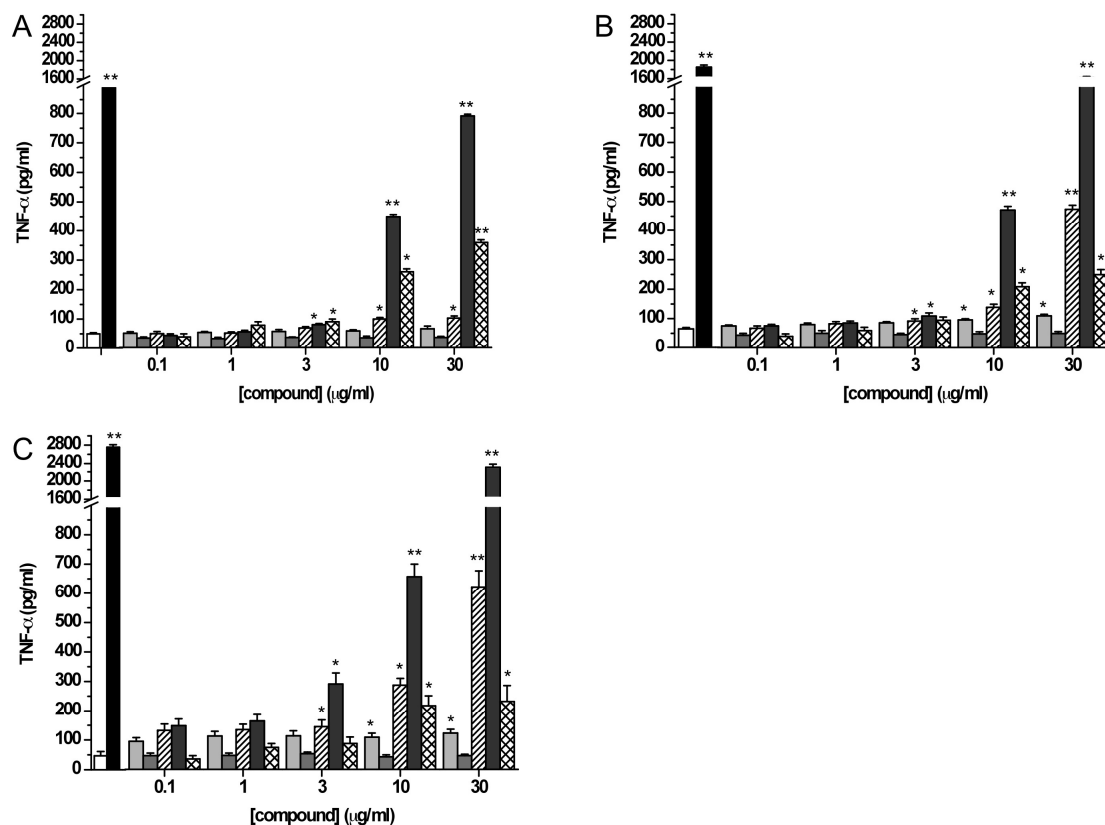 A
2800
2400
2000
1600
800
700
600
500
400
300
200
100
0
TNF-α (pg/ml)
** * * * ** * * ** **
0.1 1 3 10 30
[compound] (μg/ml)
B
2800
2400
2000
1600
800
700
600
500
400
300
200
100
0
TNF-α (pg/ml)
** * * * * ** * * ** ** *
0.1 1 3 10 30
[compound] (μg/ml)
C
2800
2400
2000
1600
800
700
600
500
400
300
200
100
0
TNF-α (pg/ml)
** * * * * ** * * ** ** *
0.1 1 3 10 30
[compound] (μg/ml)